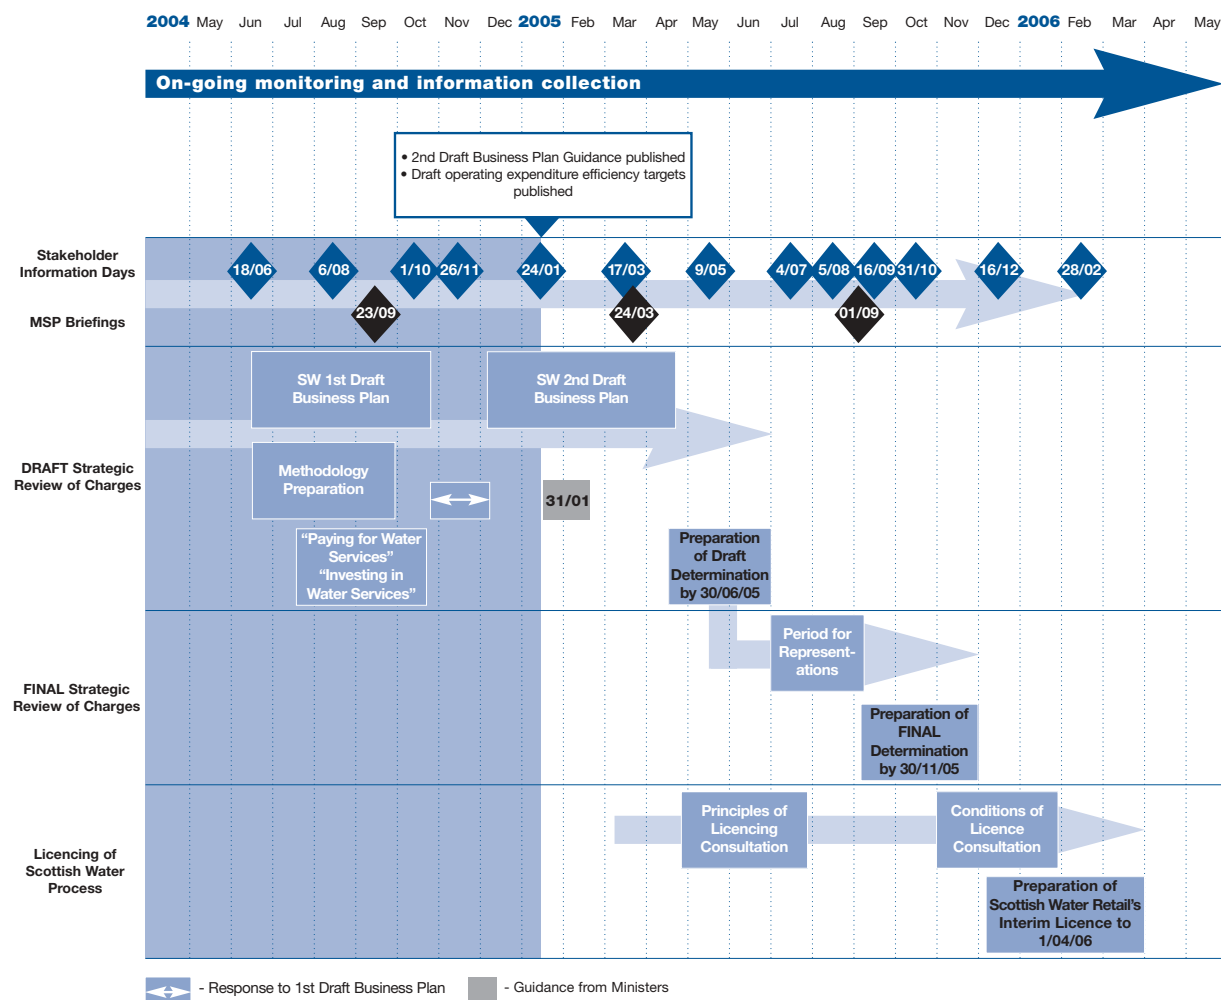 2004 May Jun Jul Aug Sep Oct Nov Dec 2005 Feb Mar Apr May Jun Jul Aug Sep Oct Nov Dec 2006 Feb Mar Apr May
On-going monitoring and information collection
• 2nd Draft Business Plan Guidance published
• Draft operating expenditure efficiency targets
published
Stakeholder
Information Days
18/06 6/08 1/10 26/11 24/01 17/03 9/05 4/07 5/08 16/09 31/10 16/12 28/02
MSP Briefings
23/09 24/03 01/09
SW 1st Draft
Business Plan
SW 2nd Draft
Business Plan
DRAFT Strategic
Review of Charges
Methodology
Preparation
31/01
“Paying for Water
Services”
“Investing in
Water Services”
Preparation
of Draft
Determination
by 30/06/05
FINAL Strategic
Review of Charges
Period for
Represent-
ations
Preparation of
FINAL
Determination
by 30/11/05
Licencing of
Scottish Water
Process
Principles of
Licencing
Consultation
Conditions of
Licence
Consultation
Preparation of
Scottish Water Retail’s
Interim Licence to
1/04/06
- Response to 1st Draft Business Plan
- Guidance from Ministers